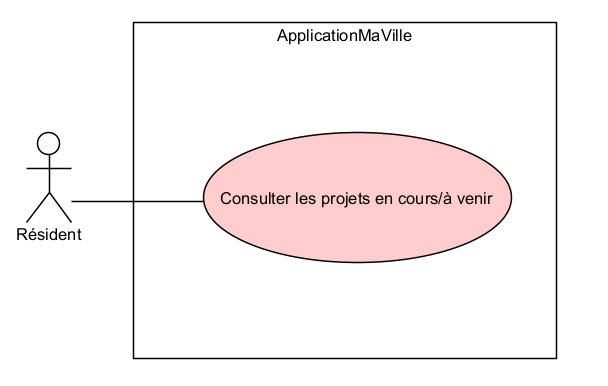 ApplicationMaVille
Consulter les projets en cours/à venir
Résident